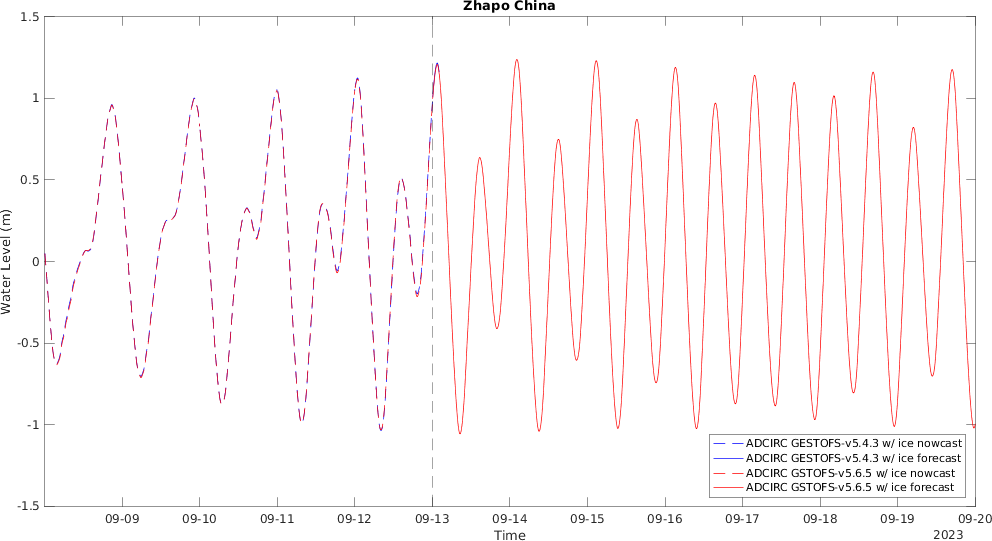 Zhapo China
1.5
1
0.5
0
-0.5
-1
-1.5
Water Level (m)
09-09
09-10
09-11
09-12
09-13
09-14
09-15
09-16
09-17
09-18
09-19
09-20
Time
2023
ADCIRC GESTOFS-v5.4.3 w/ ice nowcast
ADCIRC GESTOFS-v5.4.3 w/ ice forecast
ADCIRC GSTOFS-v5.6.5 w/ ice nowcast
ADCIRC GSTOFS-v5.6.5 w/ ice forecast